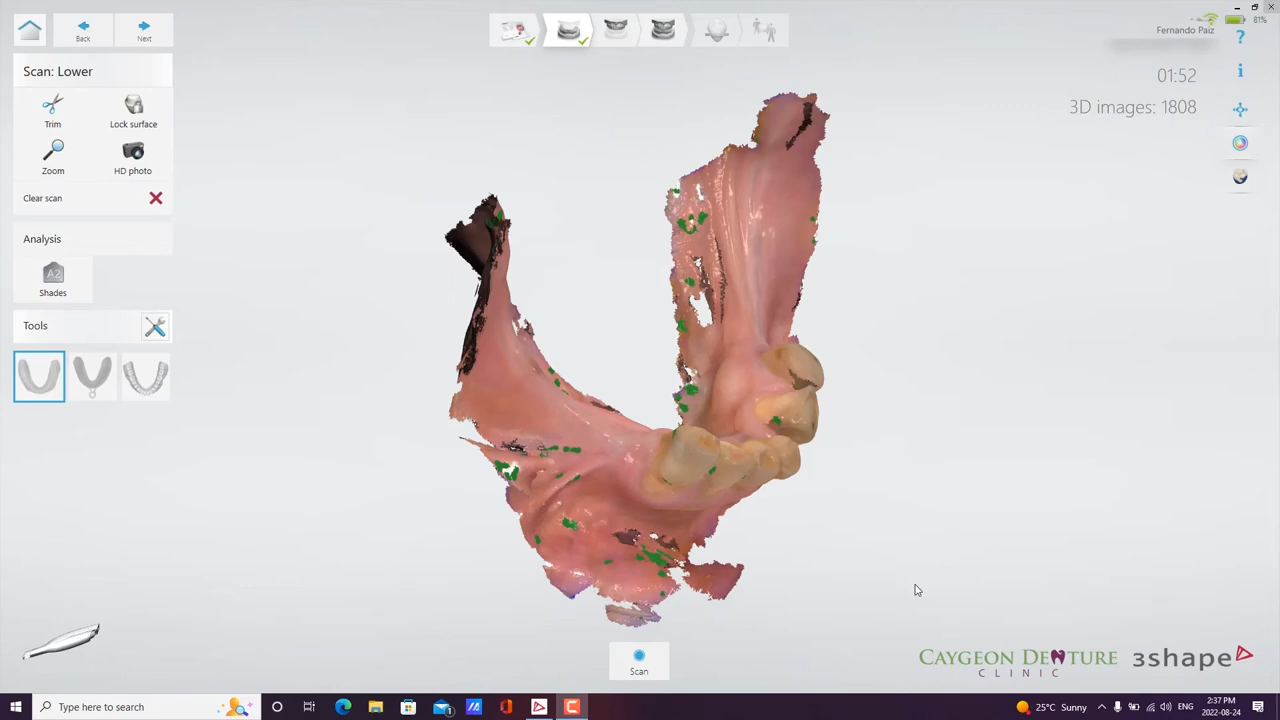 Back
Next
81%
Fernando Paiz
Scan: Lower
01:52
3D images: 1808
Trim
Lock surface
Zoom
HD photo
Clear scan
Analysis
A2
Shades
Tools
Scan
CAYGEON DENTURE
CLINIC
3shape
Type here to search
25°C Sunny
ENG
2:37 PM
2022-08-24